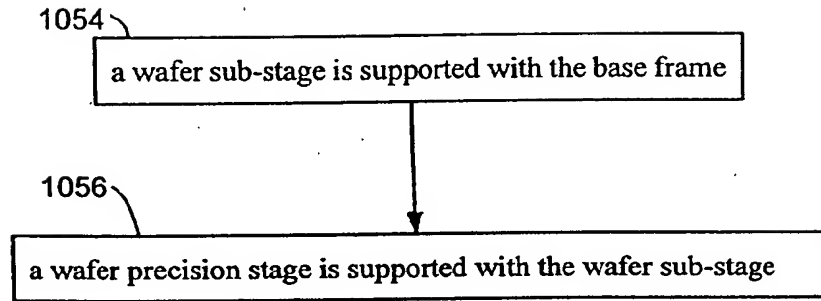 1054
a wafer sub-stage is supported with the base frame
1056
a wafer precision stage is supported with the wafer sub-stage